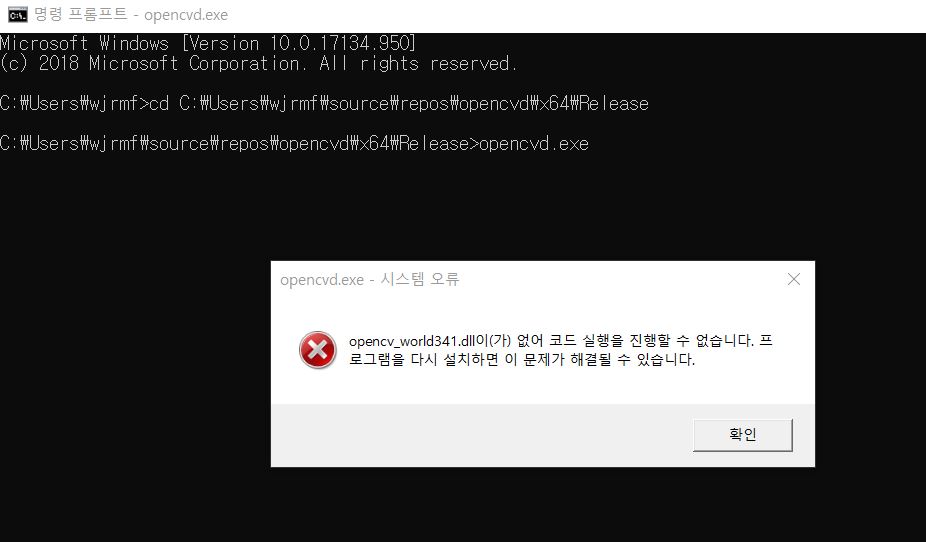 명령 프롬프트 - opencvd.exe
Microsoft Windows [Version 10.0.17134.950]
(c) 2018 Microsoft Corporation. All rights reserved.
C:₩Users₩wjrmf>cd C:₩Users₩wjrmf₩source₩repos₩opencvd₩x64₩Release
C:₩Users₩wjrmf₩source₩repos₩opencvd₩x64₩Release>opencvd.exe
opencvd.exe - 시스템 오류
opencv_world341.dll이(가) 없어 코드 실행을 진행할 수 없습니다. 프
로그램을 다시 설치하면 이 문제가 해결될 수 있습니다.
확인